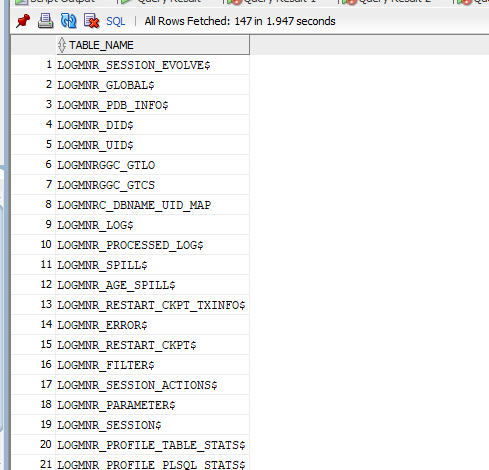 Script Output Query Result Query Result 1 Query Result 2 Query
SQL | All Rows Fetched: 147 in 1.947 seconds
TABLE_NAME
1 LOGMNR_SESSION_EVOLVE$
2 LOGMNR_GLOBAL$
3 LOGMNR_PDB_INFO$
4 LOGMNR_DID$
5 LOGMNR_UID$
6 LOGMNRGGC_GTLO
7 LOGMNRGGC_GTCS
8 LOGMNRC_DBNAME_UID_MAP
9 LOGMNR_LOG$
10 LOGMNR_PROCESSED_LOG$
11 LOGMNR_SPILL$
12 LOGMNR_AGE_SPILL$
13 LOGMNR_RESTART_CKPT_TXINFO$
14 LOGMNR_ERROR$
15 LOGMNR_RESTART_CKPT$
16 LOGMNR_FILTER$
17 LOGMNR_SESSION_ACTIONS$
18 LOGMNR_PARAMETER$
19 LOGMNR_SESSION$
20 LOGMNR_PROFILE_TABLE_STATS$
21 LOGMNR_PROFILE_PLSQL_STATS$